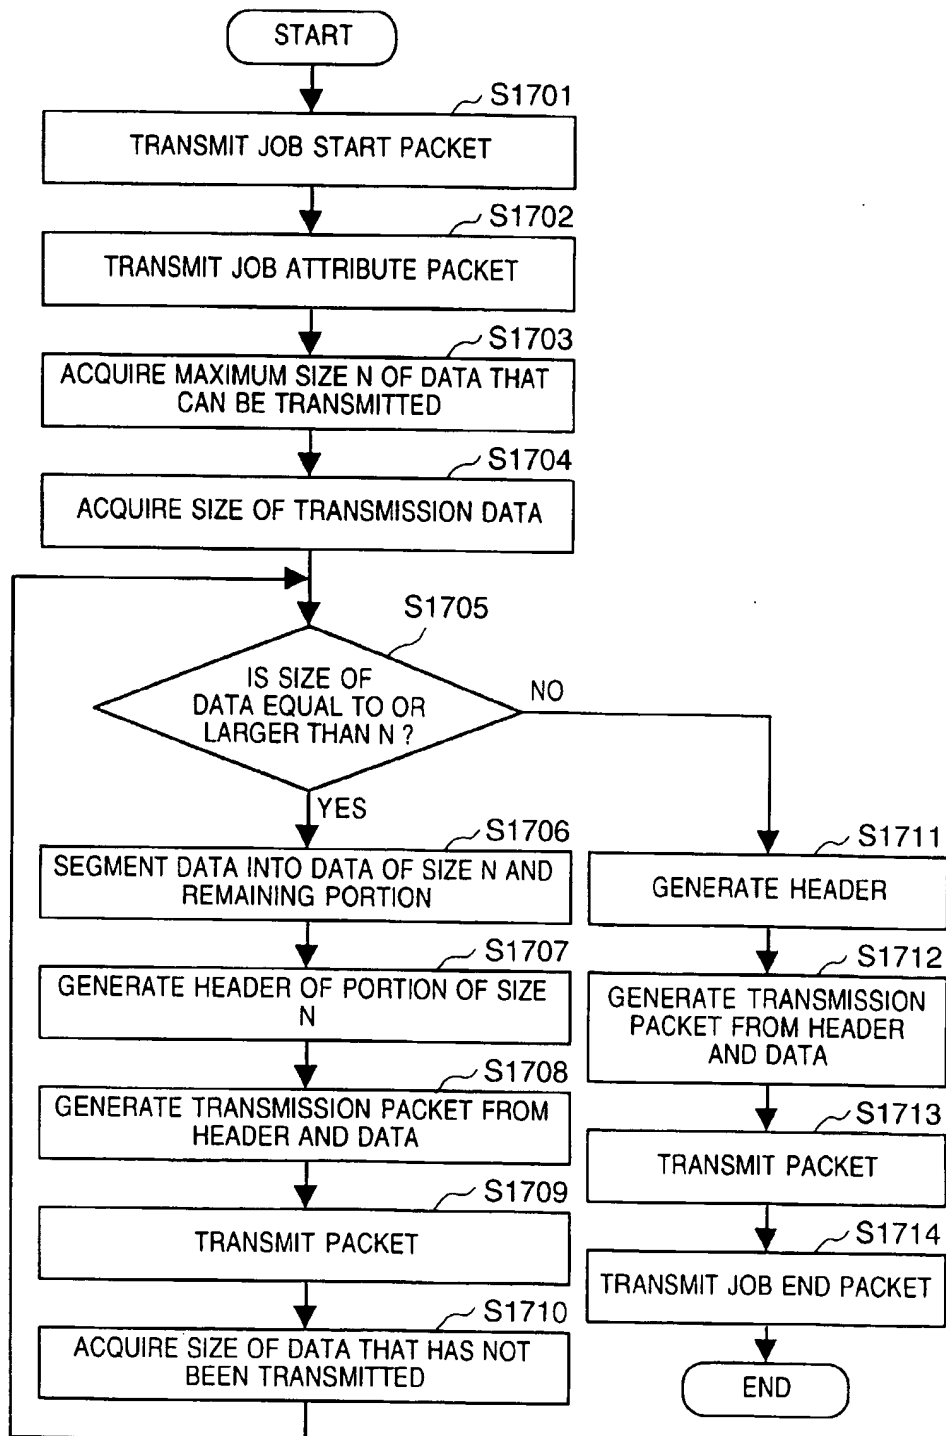 START
S1701
TRANSMIT JOB START PACKET
S1702
TRANSMIT JOB ATTRIBUTE PACKET
S1703
ACQUIRE MAXIMUM SIZE N OF DATA THAT
CAN BE TRANSMITTED
S1704
ACQUIRE SIZE OF TRANSMISSION DATA
S1705
IS SIZE OF
DATA EQUAL TO OR
LARGER THAN N ?
NO
YES
S1706
SEGMENT DATA INTO DATA OF SIZE N AND
REMAINING PORTION
S1707
GENERATE HEADER OF PORTION OF SIZE
N
S1708
GENERATE TRANSMISSION PACKET FROM
HEADER AND DATA
S1709
TRANSMIT PACKET
S1710
ACQUIRE SIZE OF DATA THAT HAS NOT
BEEN TRANSMITTED
S1711
GENERATE HEADER
S1712
GENERATE TRANSMISSION
PACKET FROM HEADER
AND DATA
S1713
TRANSMIT PACKET
S1714
TRANSMIT JOB END PACKET
END